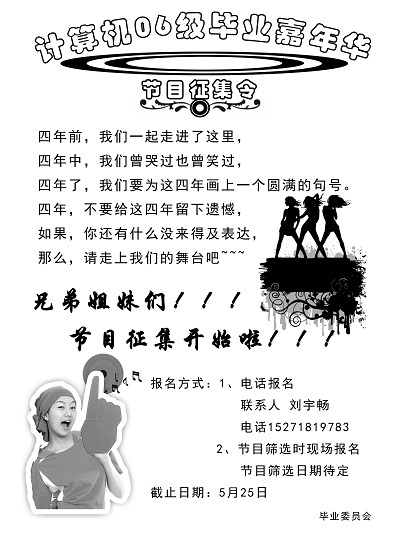 计算机06级毕业嘉年华
节目征集令
四年前，我们一起走进了这里，
四年中，我们曾哭过也曾笑过，
四年了，我们要为这四年画上一个圆满的句号。
四年，不要给这四年留下遗憾，
如果，你还有什么没来得及表达，
那么，请走上我们的舞台吧~~~
兄弟姐妹们！！！
节目征集开始啦！！！
报名方式：1、电话报名
联系人 刘宇畅
电话15271819783
2、节目筛选时现场报名
节目筛选日期待定
截止日期：5月25日
毕业委员会